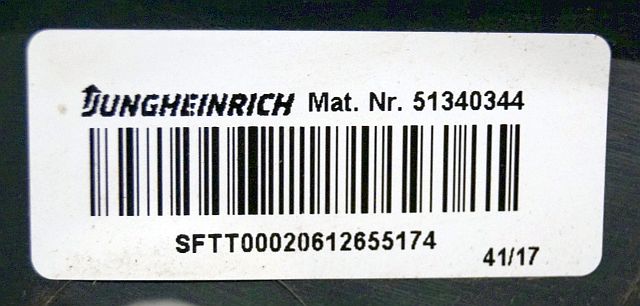 JUNGHEINRICH Mat. Nr. 51340344
SFTT00020612655174
41/17